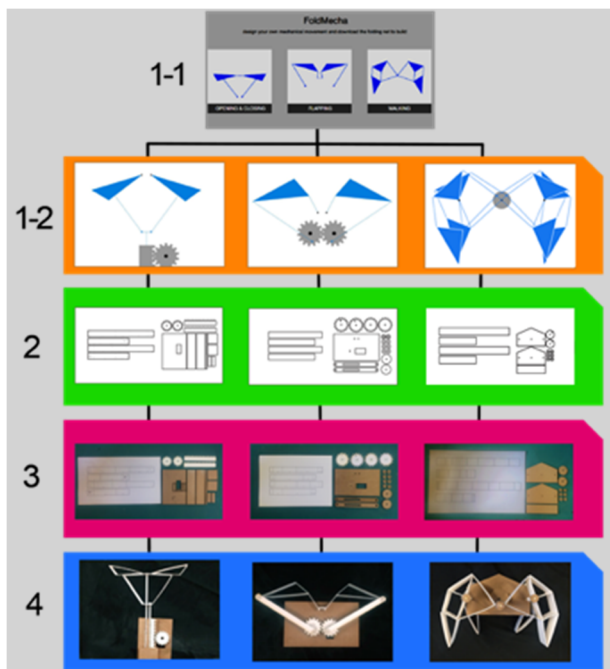 FoldMecha
design your own mechanical movement and download the folding net to build
1-1
OPENING & CLOSING
FLAPPING
WALKING
1-2
2
3
4